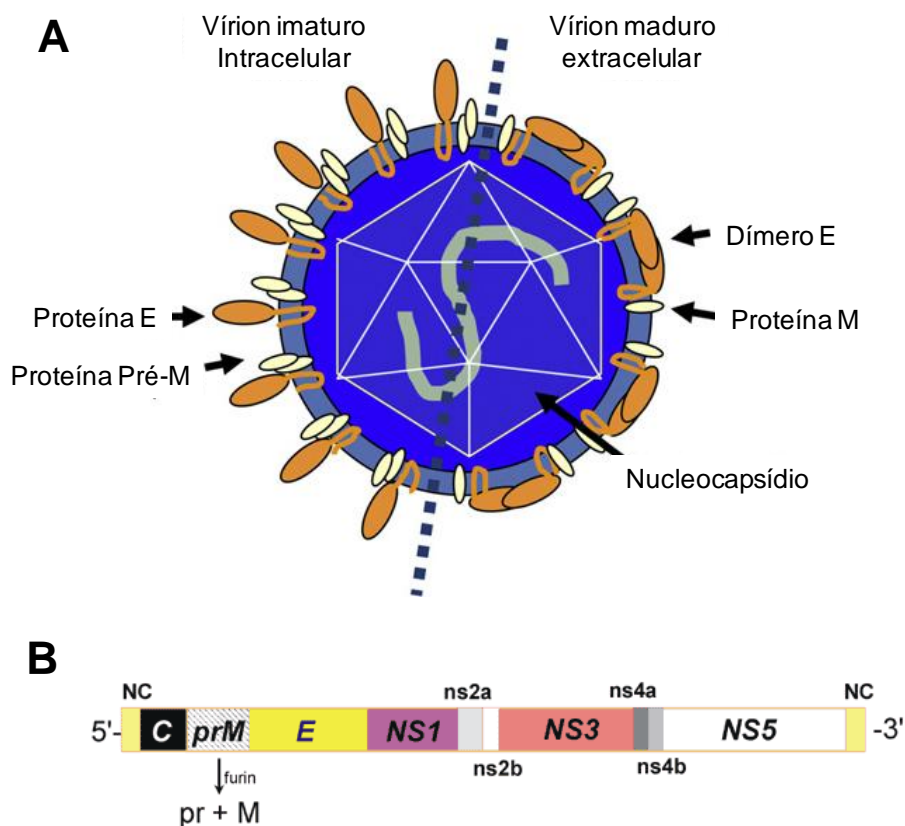 A
Vírion imaturo
Intracelular
Vírion maduro
extracelular
Dímero E
Proteína E
Proteína M
Proteína Pré-M
Nucleocapsídio
B
NC ns2a ns4a NC
5'- C prM E NS1 NS3 NS5 -3'
furin ns2b ns4b
pr + M